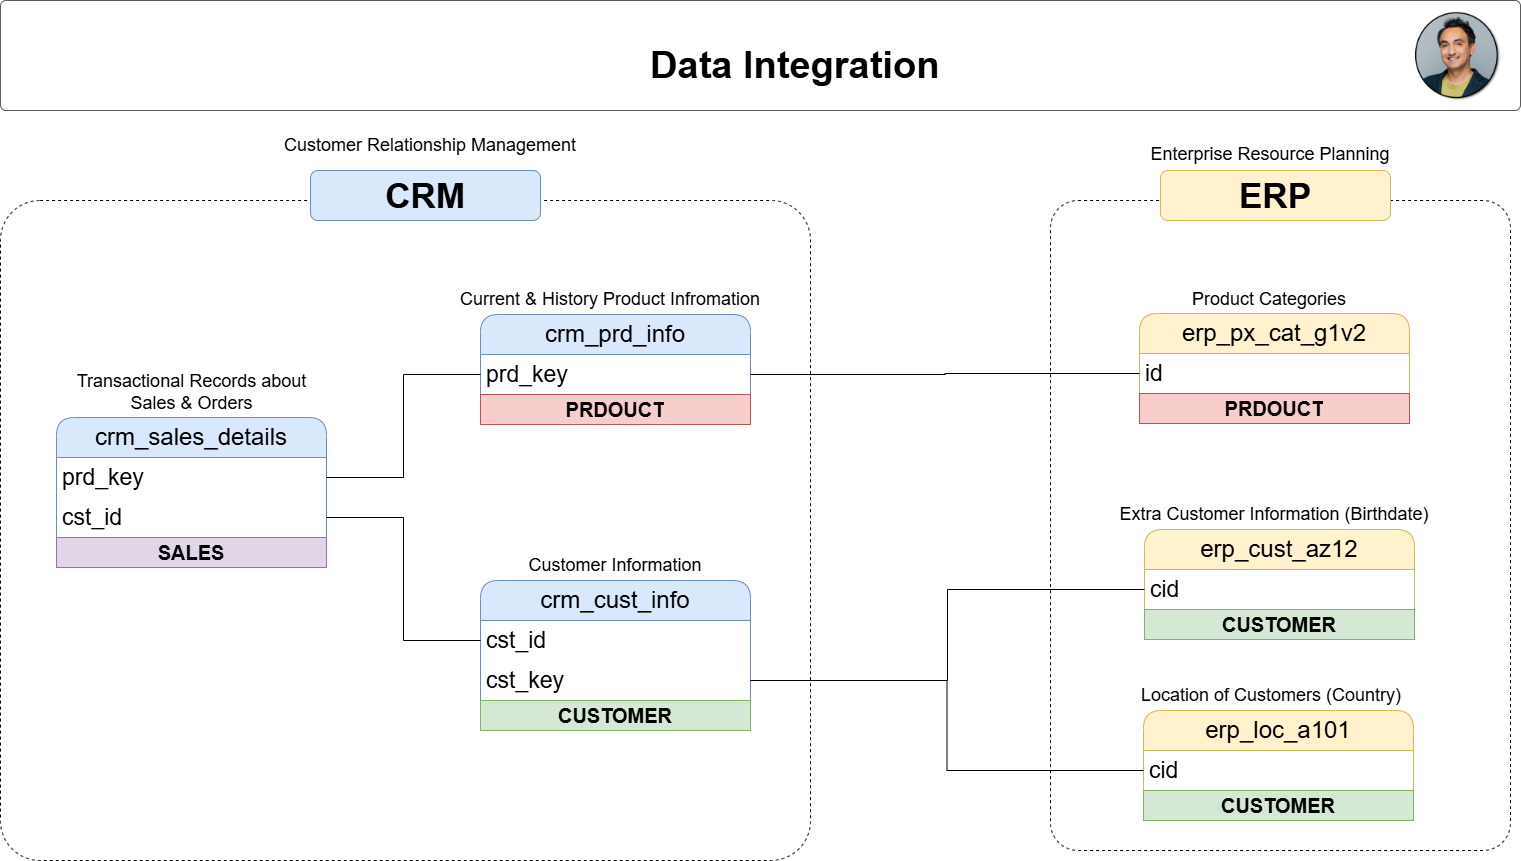 Data Integration
Customer Relationship Management
CRM
Enterprise Resource Planning
ERP
Transactional Records about
Sales & Orders
crm_sales_details
prd_key
cst_id
SALES
Current & History Product Infromation
crm_prd_info
prd_key
PRDOUCT
Customer Information
crm_cust_info
cst_id
cst_key
CUSTOMER
Product Categories
erp_px_cat_g1v2
id
PRDOUCT
Extra Customer Information (Birthdate)
erp_cust_az12
cid
CUSTOMER
Location of Customers (Country)
erp_loc_a101
cid
CUSTOMER